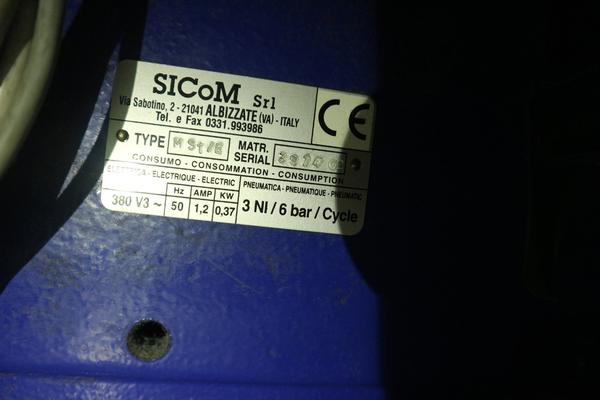 SICoM Srl
Via Sabotino, 2 - 21041 ALBIZZATE (VA) - ITALY
Tel. e Fax 0331.993986
CE
TYPE MATR. SERIAL
CONSUMO - CONSOMMATION - CONSUMPTION
ELETTRICA - ELECTRIQUE - ELECTRIC
PNEUMATICA - PNEUMATIQUE - PNEUMATIC
Hz AMP KW
380 V3 ~ 50 1,2 0,37
3 Nl / 6 bar / Cycle